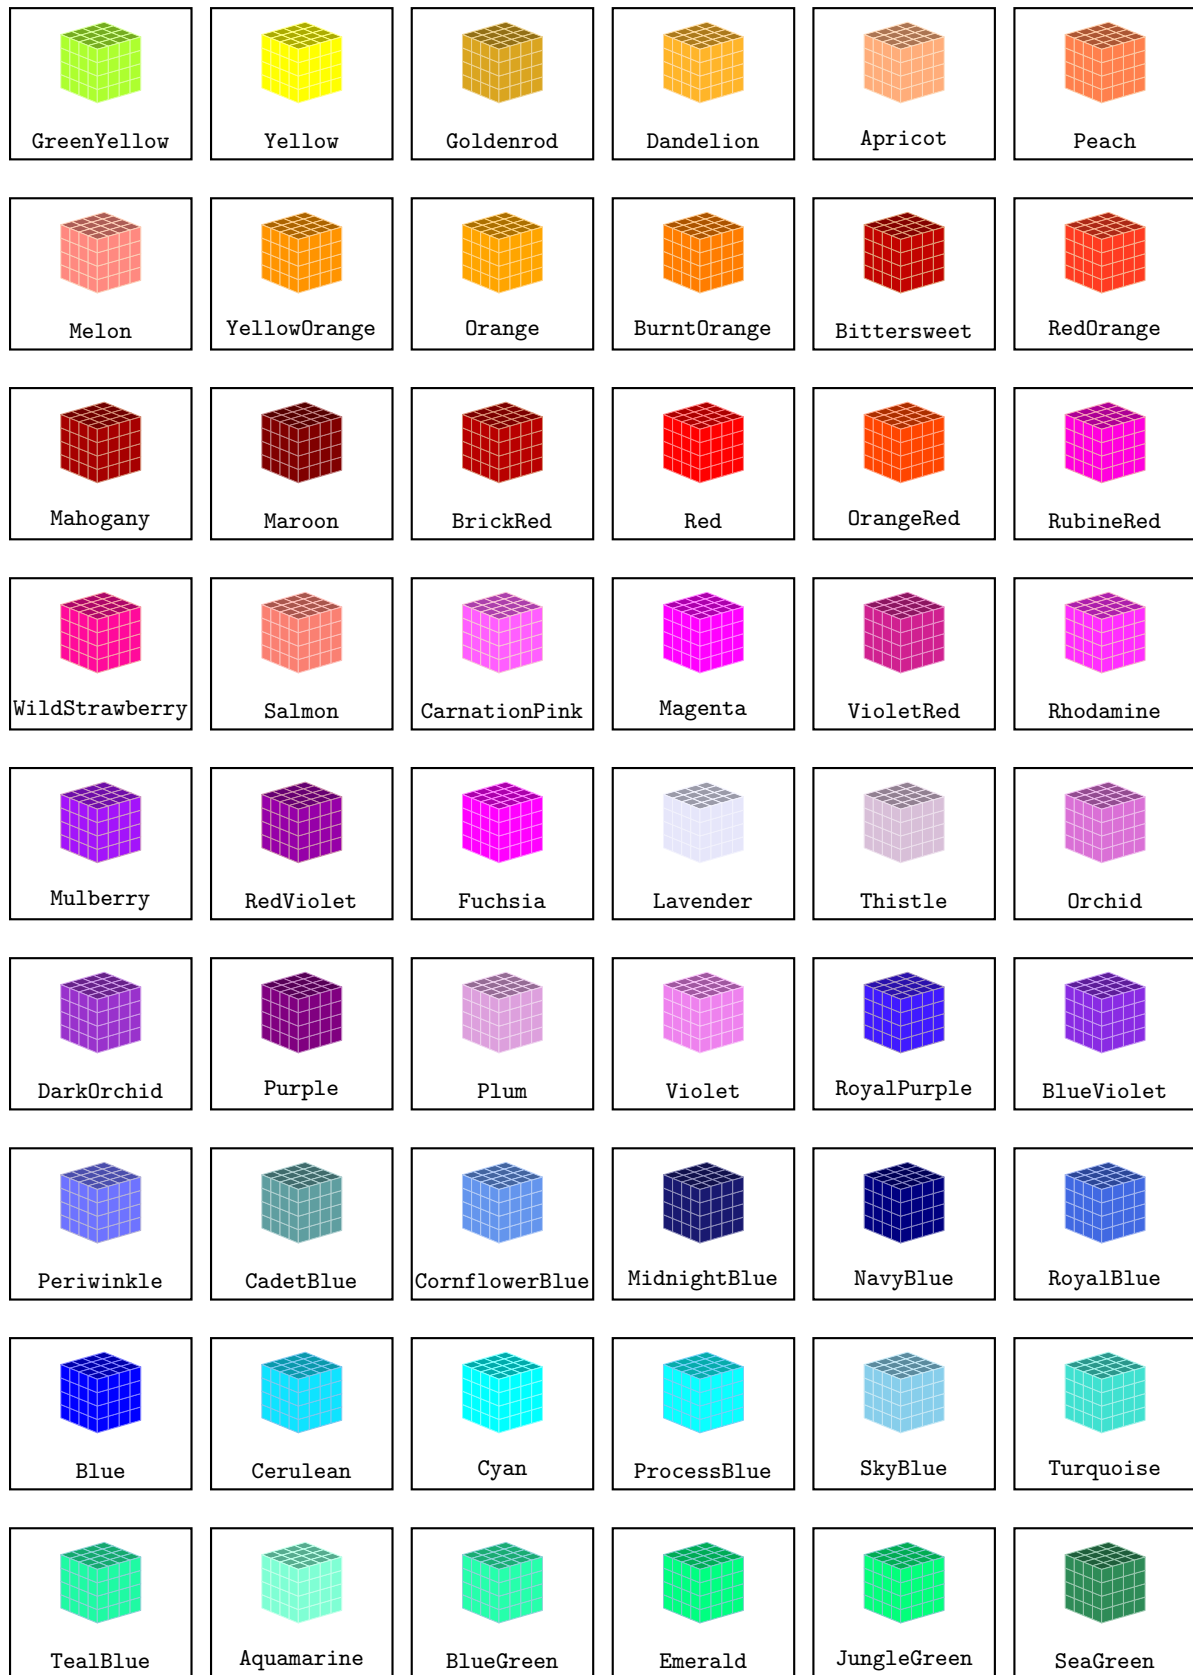 GreenYellow Yellow Goldenrod Dandelion Apricot Peach
Melon YellowOrange Orange BurntOrange Bittersweet RedOrange
Mahogany Maroon BrickRed Red OrangeRed RubineRed
WildStrawberry Salmon CarnationPink Magenta VioletRed Rhodamine
Mulberry RedViolet Fuchsia Lavender Thistle Orchid
DarkOrchid Purple Plum Violet RoyalPurple BlueViolet
Periwinkle CadetBlue CornflowerBlue MidnightBlue NavyBlue RoyalBlue
Blue Cerulean Cyan ProcessBlue SkyBlue Turquoise
TealBlue Aquamarine BlueGreen Emerald JungleGreen SeaGreen